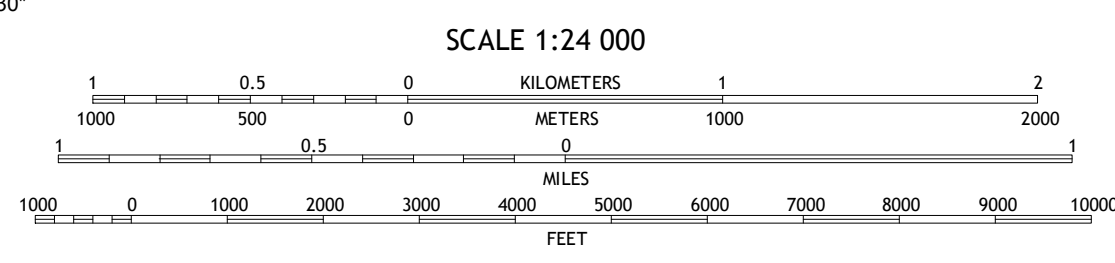 30"
SCALE 1:24 000
1 0.5 0 KILOMETERS 1 2
1000 500 0 METERS 1000 2000
1 0.5 0 1
MILES
1000 0 1000 2000 3000 4000 5000 6000 7000 8000 9000 10000
FEET